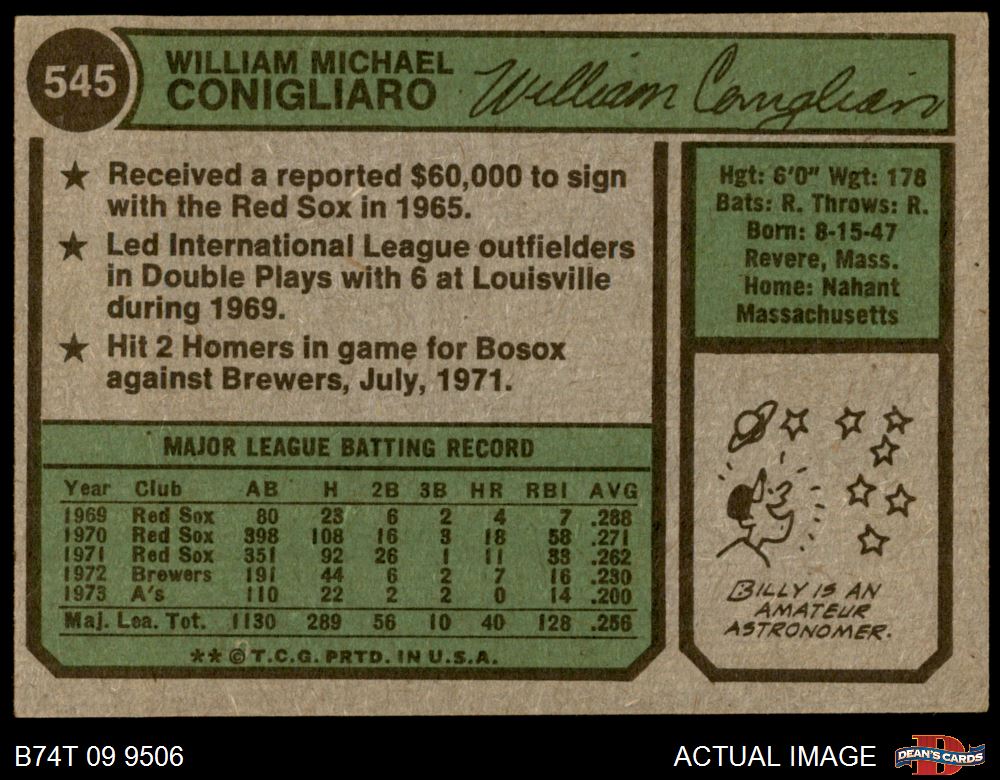 545
WILLIAM MICHAEL
CONIGLIARO
William Conigliaro
★ Received a reported $60,000 to sign
with the Red Sox in 1965.
★ Led International League outfielders
in Double Plays with 6 at Louisville
during 1969.
★ Hit 2 Homers in game for Bosox
against Brewers, July, 1971.
MAJOR LEAGUE BATTING RECORD
Year Club AB H 2B 3B HR RBI AVG
1969 Red Sox 80 23 6 2 4 7 .288
1970 Red Sox 398 108 16 3 18 58 .271
1971 Red Sox 351 92 26 1 11 33 .262
1972 Brewers 191 44 6 2 7 16 .230
1973 A's 110 22 2 2 0 14 .200
Maj. Lea. Tot. 1130 289 56 10 40 128 .256
** © T.C.G. PRTD. IN U.S.A.
Hgt: 6'0" Wgt: 178
Bats: R. Throws: R.
Born: 8-15-47
Revere, Mass.
Home: Nahant
Massachusetts
BILLY IS AN
AMATEUR
ASTRONOMER.
B74T 09 9506
ACTUAL IMAGE
D
DEAN'S CARDS